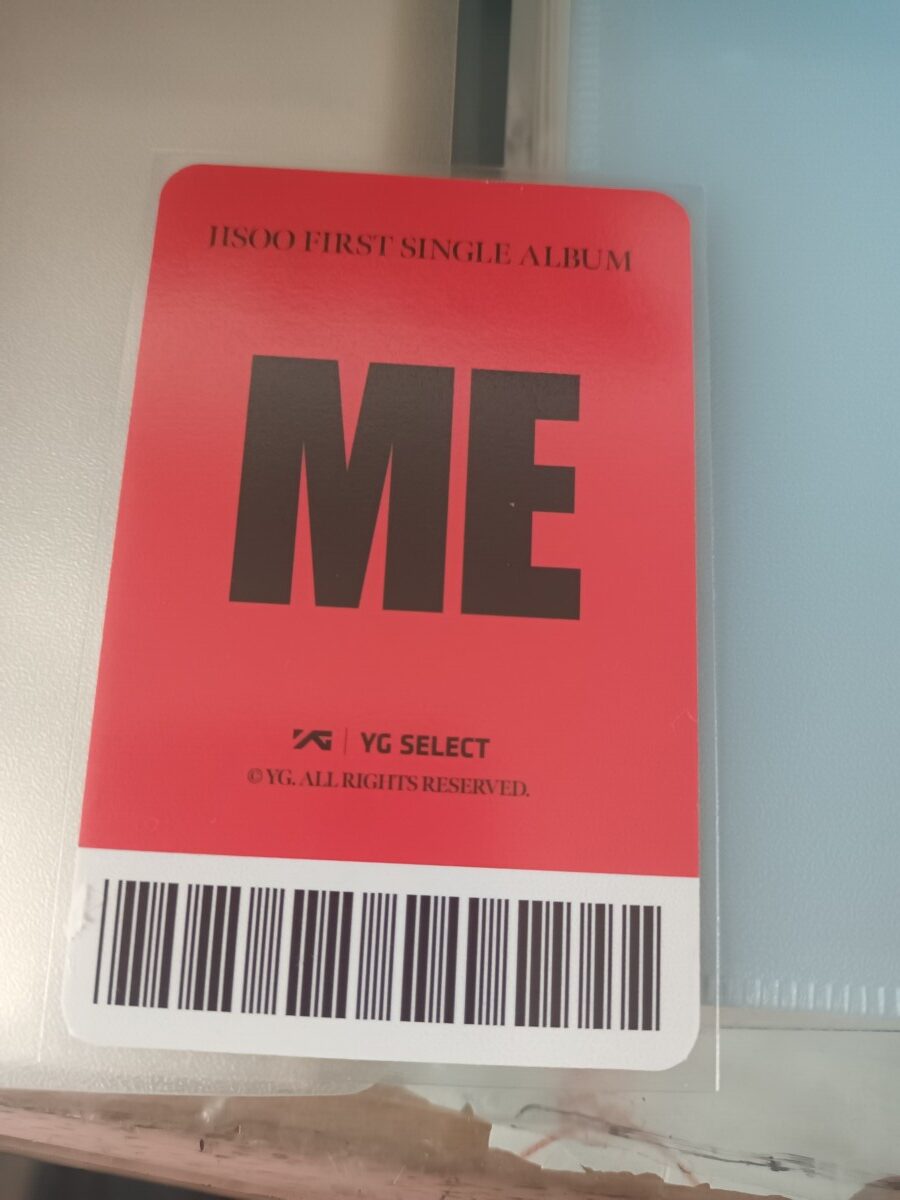 JISOO FIRST SINGLE ALBUM
ME
YG | YG SELECT
© YG. ALL RIGHTS RESERVED.